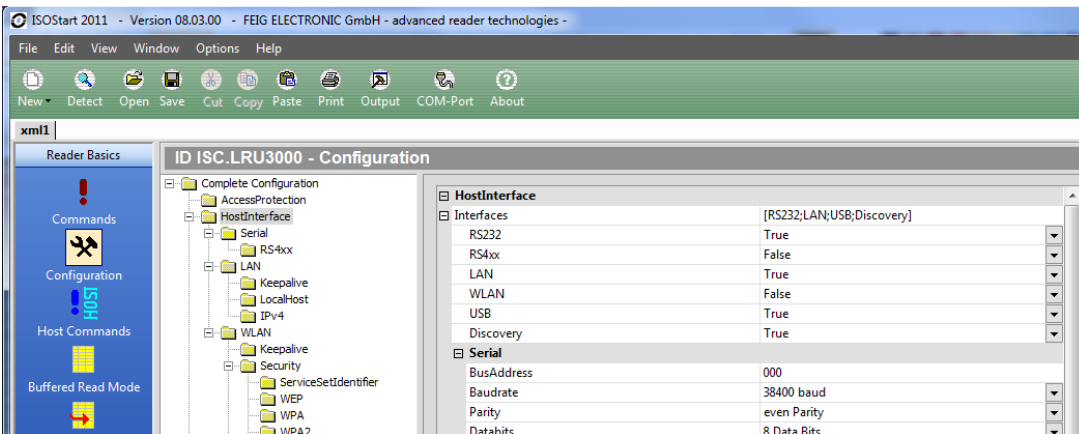 ISOStart 2011 - Version 08.03.00 - FEIG ELECTRONIC GmbH - advanced reader technologies -
File Edit View Window Options Help
New Detect Open Save Cut Copy Paste Print Output COM-Port About
xml1
Reader Basics
Commands
Configuration
HOST
Host Commands
Buffered Read Mode
ID ISC.LRU3000 - Configuration
Complete Configuration
AccessProtection
HostInterface
Serial
RS4xx
LAN
Keepalive
LocalHost
IPv4
WLAN
Keepalive
Security
ServiceSetIdentifier
WEP
WPA
WPA2
HostInterface
Interfaces [RS232;LAN;USB;Discovery]
RS232 True
RS4xx False
LAN True
WLAN False
USB True
Discovery True
Serial
BusAddress 000
Baudrate 38400 baud
Parity even Parity
Databits 8 Data Bits